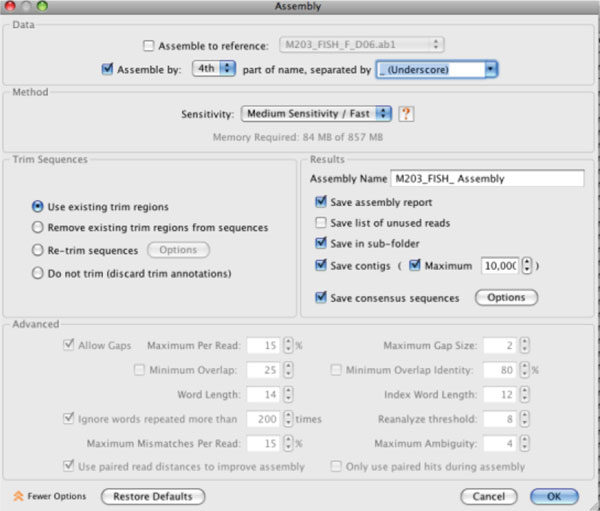 Assembly
Data
Assemble to reference: M203_FISH_F_D06.ab1
Assemble by: 4th part of name, separated by _ (Underscore)
Method
Sensitivity: Medium Sensitivity / Fast ?
Memory Required: 84 MB of 857 MB
Trim Sequences
Use existing trim regions
Remove existing trim regions from sequences
Re-trim sequences Options
Do not trim (discard trim annotations)
Results
Assembly Name M203_FISH_ Assembly
Save assembly report
Save list of unused reads
Save in sub-folder
Save contigs ( Maximum 10,000 )
Save consensus sequences Options
Advanced
Allow Gaps Maximum Per Read: 15 % Maximum Gap Size: 2
Minimum Overlap: 25 Minimum Overlap Identity: 80 %
Word Length: 14 Index Word Length: 12
Ignore words repeated more than 200 times Reanalyze threshold: 8
Maximum Mismatches Per Read: 15 % Maximum Ambiguity: 4
Use paired read distances to improve assembly Only use paired hits during assembly
Fewer Options Restore Defaults Cancel OK